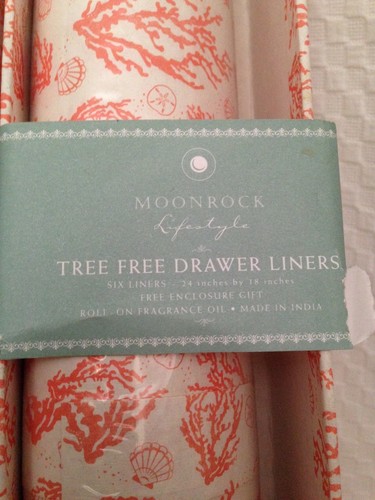 MOONROCK
Lifestyle
TREE FREE DRAWER LINERS
SIX LINERS 24 inches by 18 inches
FREE ENCLOSURE GIFT
ROLL-ON FRAGRANCE OIL • MADE IN INDIA